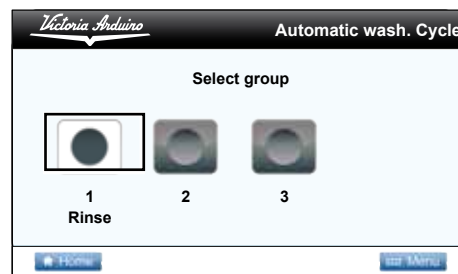 Victoria Arduino
Automatic wash. Cycle
Select group
1 2 3
Rinse
Home Menu